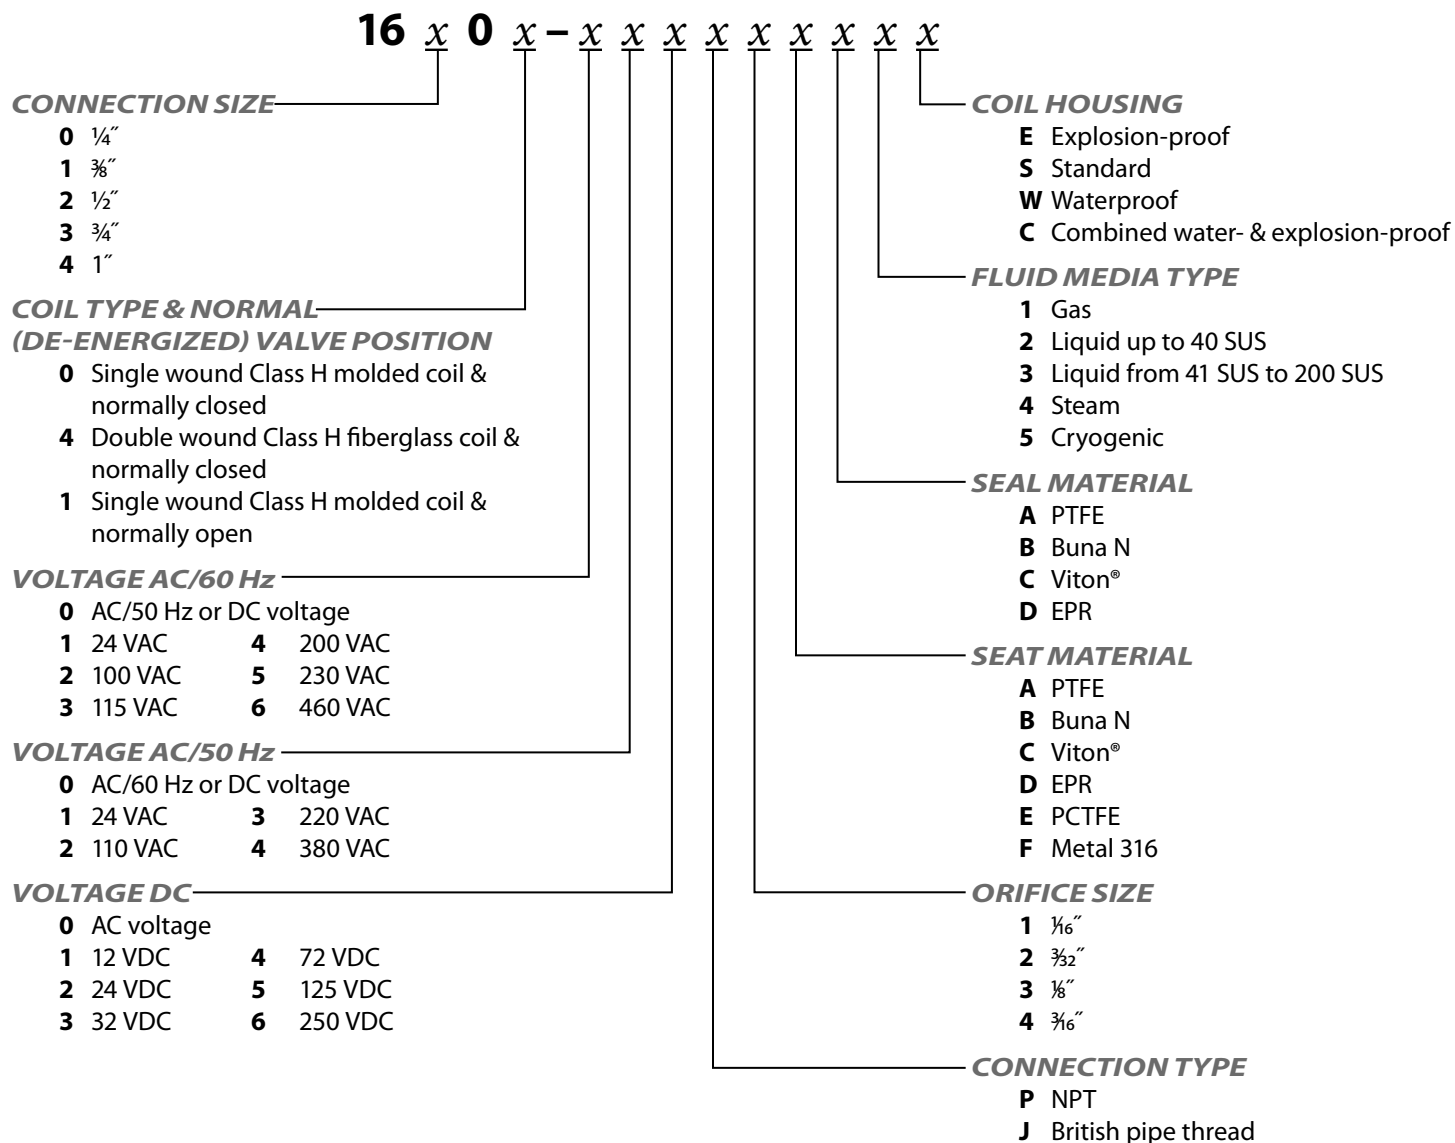 16 x 0 x – x x x x x x x x x
CONNECTION SIZE
0 ¼˝
1 ⅜˝
2 ½˝
3 ¾˝
4 1˝
COIL TYPE & NORMAL
(DE-ENERGIZED) VALVE POSITION
0 Single wound Class H molded coil &
normally closed
4 Double wound Class H fiberglass coil &
normally closed
1 Single wound Class H molded coil &
normally open
VOLTAGE AC/60 Hz
0 AC/50 Hz or DC voltage
1 24 VAC 4 200 VAC
2 100 VAC 5 230 VAC
3 115 VAC 6 460 VAC
VOLTAGE AC/50 Hz
0 AC/60 Hz or DC voltage
1 24 VAC 3 220 VAC
2 110 VAC 4 380 VAC
VOLTAGE DC
0 AC voltage
1 12 VDC 4 72 VDC
2 24 VDC 5 125 VDC
3 32 VDC 6 250 VDC
COIL HOUSING
E Explosion-proof
S Standard
W Waterproof
C Combined water- & explosion-proof
FLUID MEDIA TYPE
1 Gas
2 Liquid up to 40 SUS
3 Liquid from 41 SUS to 200 SUS
4 Steam
5 Cryogenic
SEAL MATERIAL
A PTFE
B Buna N
C Viton®
D EPR
SEAT MATERIAL
A PTFE
B Buna N
C Viton®
D EPR
E PCTFE
F Metal 316
ORIFICE SIZE
1 1⁄16˝
2 3⁄32˝
3 ⅛˝
4 3⁄16˝
CONNECTION TYPE
P NPT
J British pipe thread